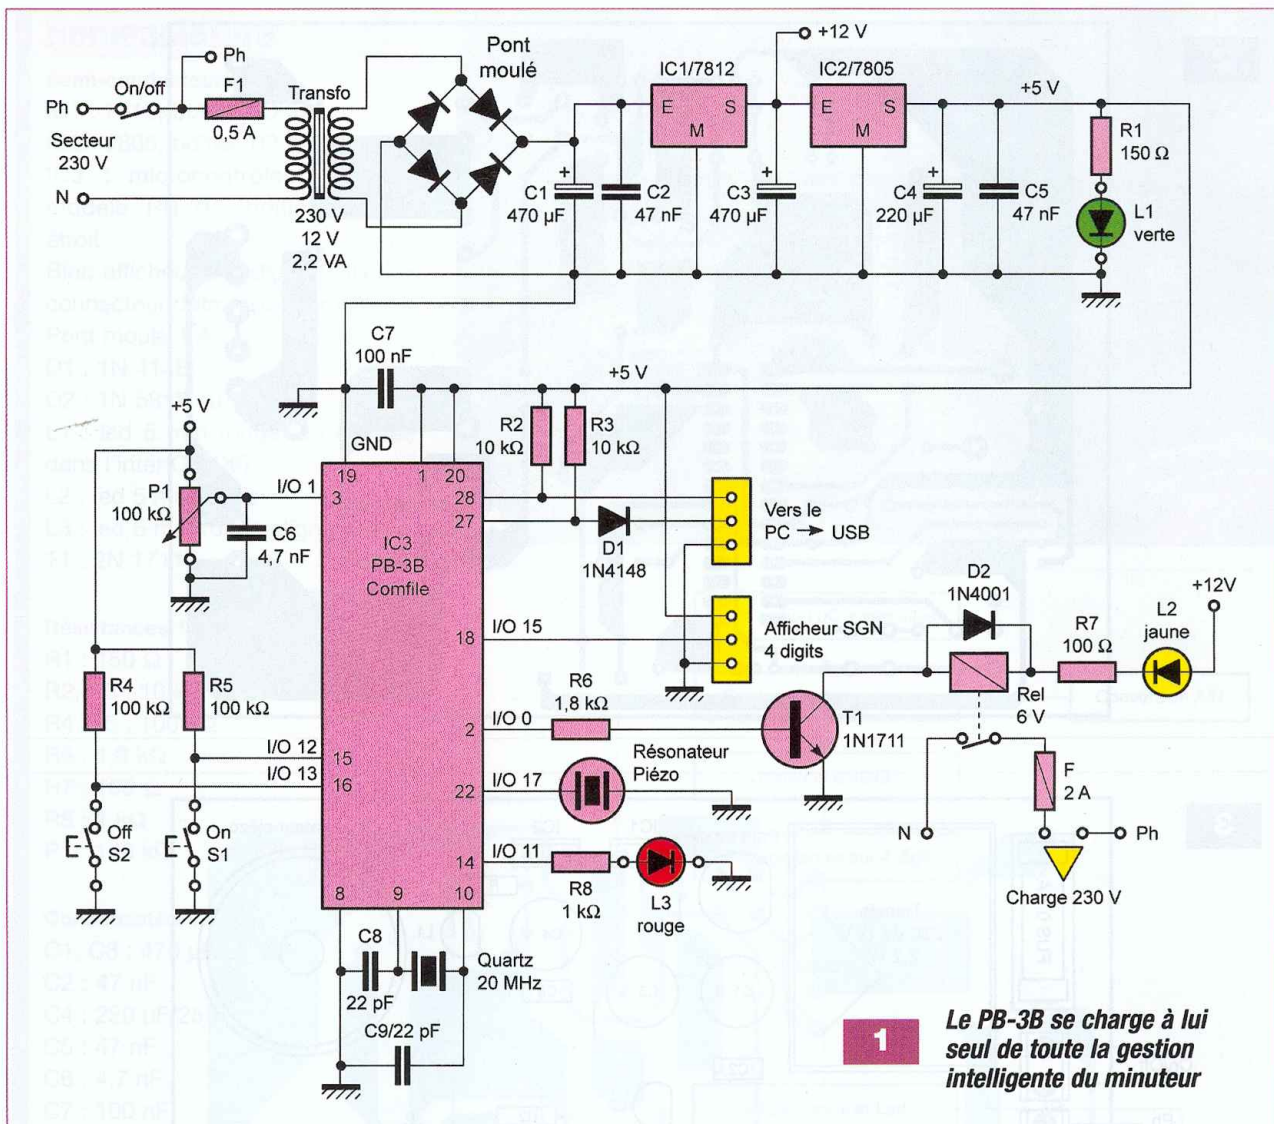 Ph
F1
On/off
Ph
0,5 A
Secteur
230 V
N
Transfo
230 V
12 V
2,2 VA
Pont
moulé
+12 V
IC1/7812
E
S
M
IC2/7805
E
S
M
+5 V
C1
470 µF
C2
47 nF
C3
470 µF
C4
220 µF
C5
47 nF
R1
150 Ω
L1
verte
C7
100 nF
+5 V
GND
+5 V
P1
100 kΩ
C6
4,7 nF
I/O 1
R2
10 kΩ
R3
10 kΩ
19
1
20
3
28
27
IC3
PB-3B
Comfile
18
2
15
16
22
14
8
9
10
D1
1N4148
Vers le
PC → USB
I/O 15
Afficheur SGN
4 digits
D2
1N4001
+12V
L2
jaune
R7
100 Ω
Rel
6 V
R4
100 kΩ
R5
100 kΩ
I/O 12
I/O 13
I/O 0
R6
1,8 kΩ
T1
1N1711
Résonateur
Piézo
I/O 17
F
2 A
N
Ph
Charge 230 V
Off
S2
On
S1
I/O 11
R8
1 kΩ
L3
rouge
C8
22 pF
Quartz
20 MHz
C9/22 pF
1
Le PB-3B se charge à lui
seul de toute la gestion
intelligente du minuteur